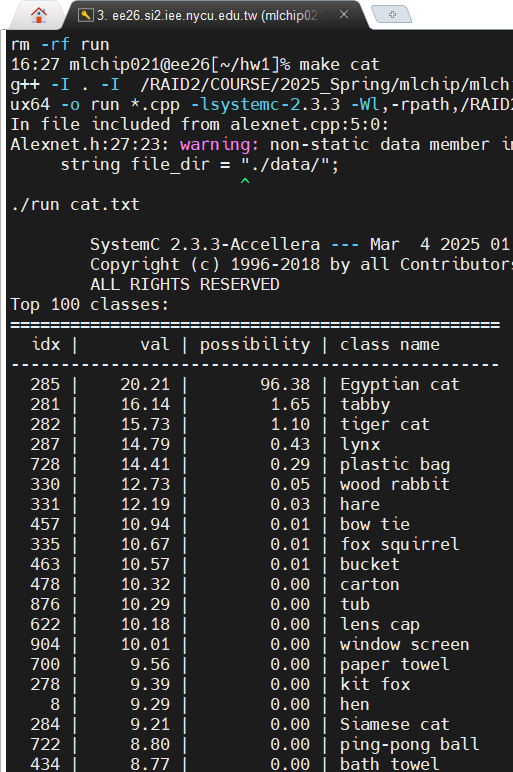 3. ee26.si2.iee.nycu.edu.tw (mlchip021
rm -rf run
16:27 mlchip021@ee26[~/hw1]% make cat
g++ -I . -I  /RAID2/COURSE/2025_Spring/mlchip/mlch
ux64 -o run *.cpp -lsystemc-2.3.3 -Wl,-rpath,/RAID2
In file included from alexnet.cpp:5:0:
Alexnet.h:27:23: warning: non-static data member in
     string file_dir = "./data/";
                       ^
./run cat.txt
        SystemC 2.3.3-Accellera --- Mar  4 2025 01
        Copyright (c) 1996-2018 by all Contributors
        ALL RIGHTS RESERVED
Top 100 classes:
=================================================
  idx |      val | possibility | class name
-------------------------------------------------
  285 |    20.21 |       96.38 | Egyptian cat
  281 |    16.14 |        1.65 | tabby
  282 |    15.73 |        1.10 | tiger cat
  287 |    14.79 |        0.43 | lynx
  728 |    14.41 |        0.29 | plastic bag
  330 |    12.73 |        0.05 | wood rabbit
  331 |    12.19 |        0.03 | hare
  457 |    10.94 |        0.01 | bow tie
  335 |    10.67 |        0.01 | fox squirrel
  463 |    10.57 |        0.01 | bucket
  478 |    10.32 |        0.00 | carton
  876 |    10.29 |        0.00 | tub
  622 |    10.18 |        0.00 | lens cap
  904 |    10.01 |        0.00 | window screen
  700 |     9.56 |        0.00 | paper towel
  278 |     9.39 |        0.00 | kit fox
    8 |     9.29 |        0.00 | hen
  284 |     9.21 |        0.00 | Siamese cat
  722 |     8.80 |        0.00 | ping-pong ball
  434 |     8.77 |        0.00 | bath towel